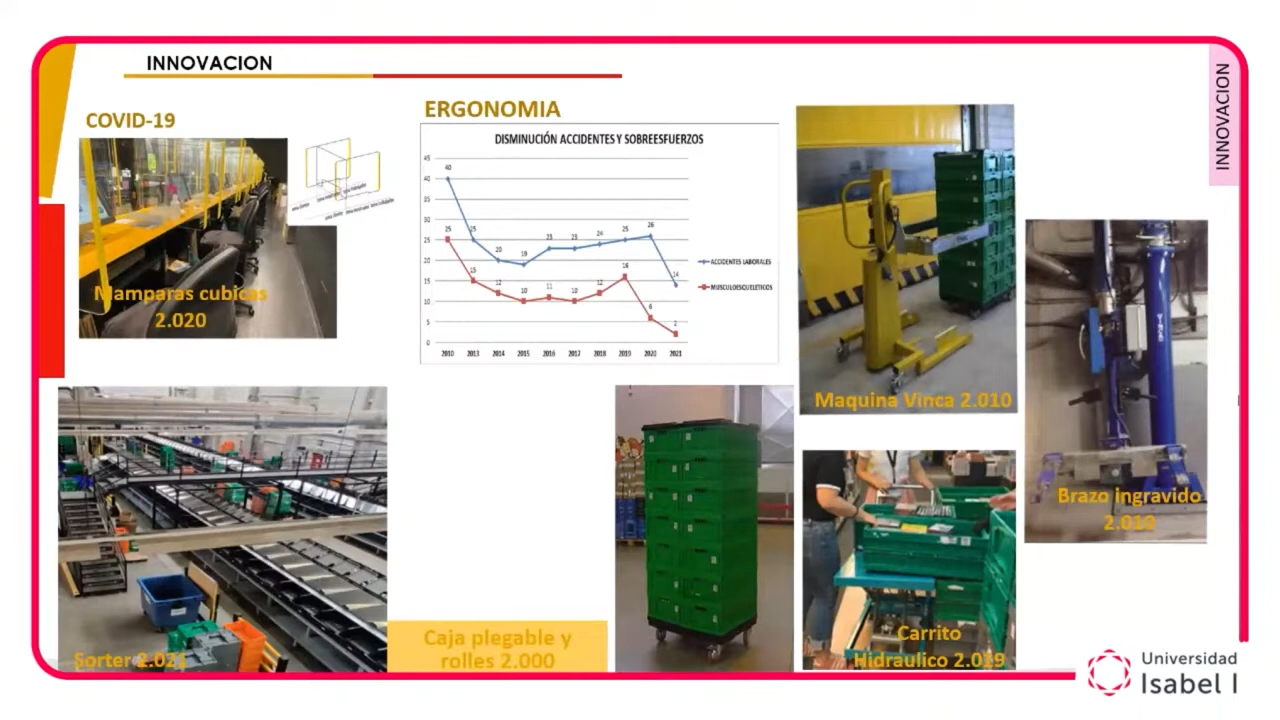 INNOVACION
INNOVACION
COVID-19
Mamparas cubicas
2.020
ERGONOMIA
DISMINUCIÓN ACCIDENTES Y SOBREESFUERZOS
45
40
35
30
25
20
15
10
5
0
40
25
20
19
23
23
24
25
26
14
25
15
12
10
11
10
12
16
6
2
2010 2013 2014 2015 2016 2017 2018 2019 2020 2021
ACCIDENTES LABORALES
MUSCULOESQUELETICOS
Maquina Vinca 2.010
Brazo ingravido
2.010
Sorter 2.021
Caja plegable y
rolles 2.000
Carrito
Hidraulico 2.019
Universidad
Isabel I